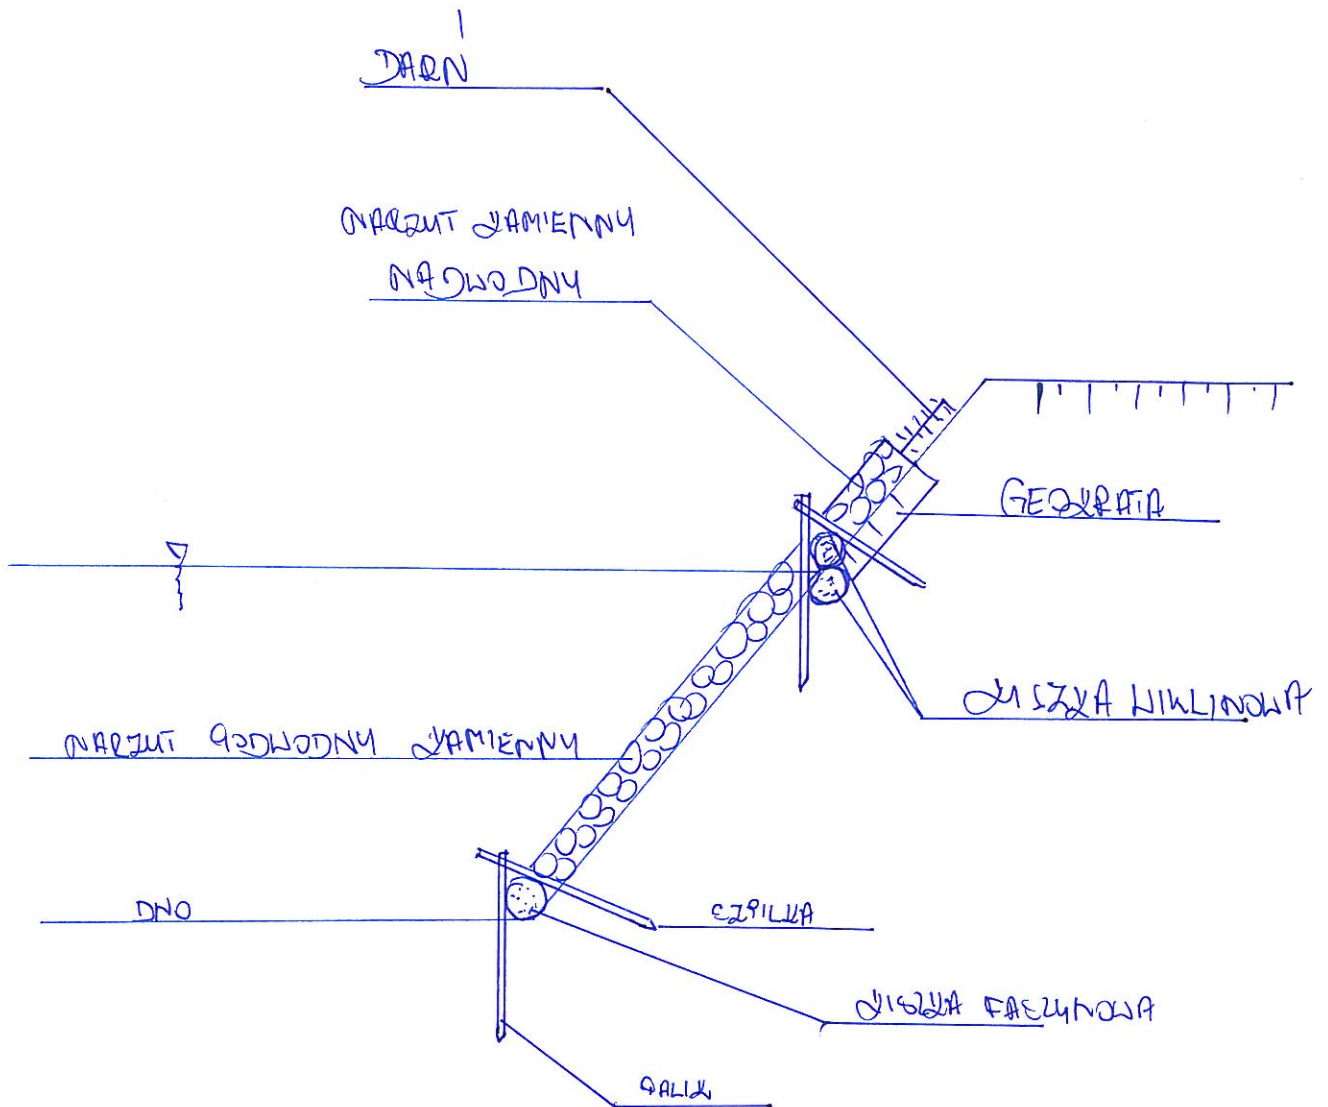 DARŃ
NARZUT KAMIENNY
NADWODNY
GEOKRATA
KISZKA WIKLINOWA
NARZUT PODWODNY KAMIENNY
DNO
SZPILKA
KISZKA FASZYNOWA
PALIK